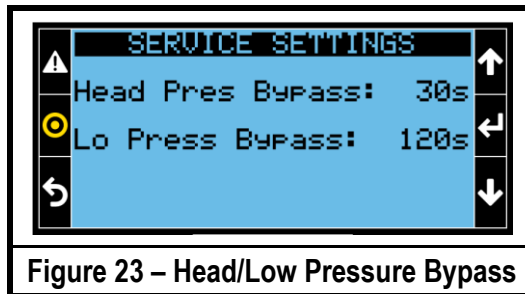 SERVICE SETTINGS
Head Pres Bypass: 30s
Lo Press Bypass: 120s
Figure 23 – Head/Low Pressure Bypass